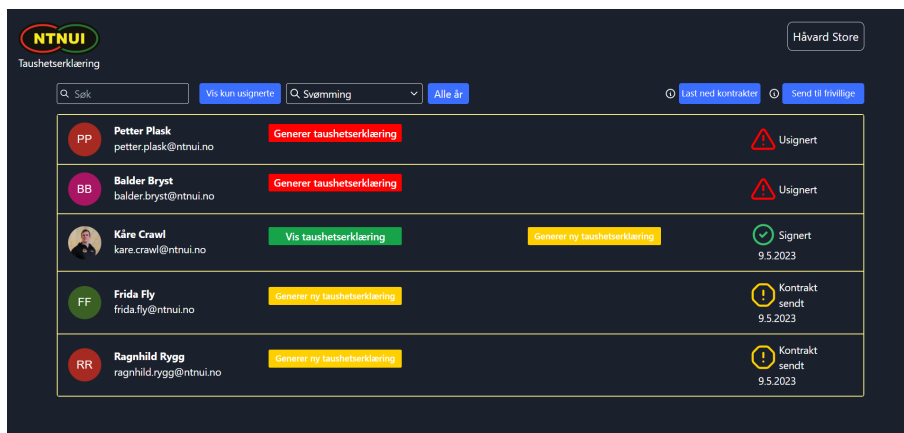 NTNUI
Håvard Store
Taushetserklæring
Søk
Vis kun usignerte
Svømming
Alle år
Last ned kontrakter
Send til frivillige
PP
Petter Plask
petter.plask@ntnui.no
Generer taushetserklæring
Usignert
BB
Balder Bryst
balder.bryst@ntnui.no
Generer taushetserklæring
Usignert
Kåre Crawl
kare.crawl@ntnui.no
Vis taushetserklæring
Generer ny taushetserklæring
Signert
9.5.2023
FF
Frida Fly
frida.fly@ntnui.no
Generer ny taushetserklæring
Kontrakt
sendt
9.5.2023
RR
Ragnhild Rygg
ragnhild.rygg@ntnui.no
Generer ny taushetserklæring
Kontrakt
sendt
9.5.2023